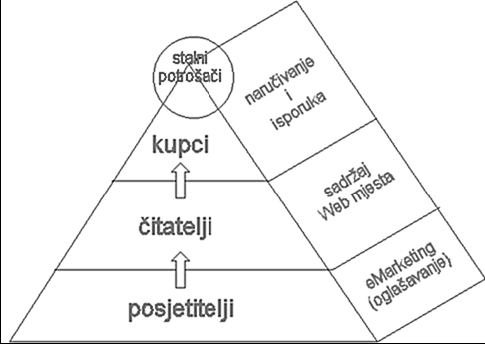 stalni
potrošači
kupci
čitatelji
posjetitelji
naručivanje
i
isporuka
sadržaj
Web mjesta
eMarketing
(oglašavanje}